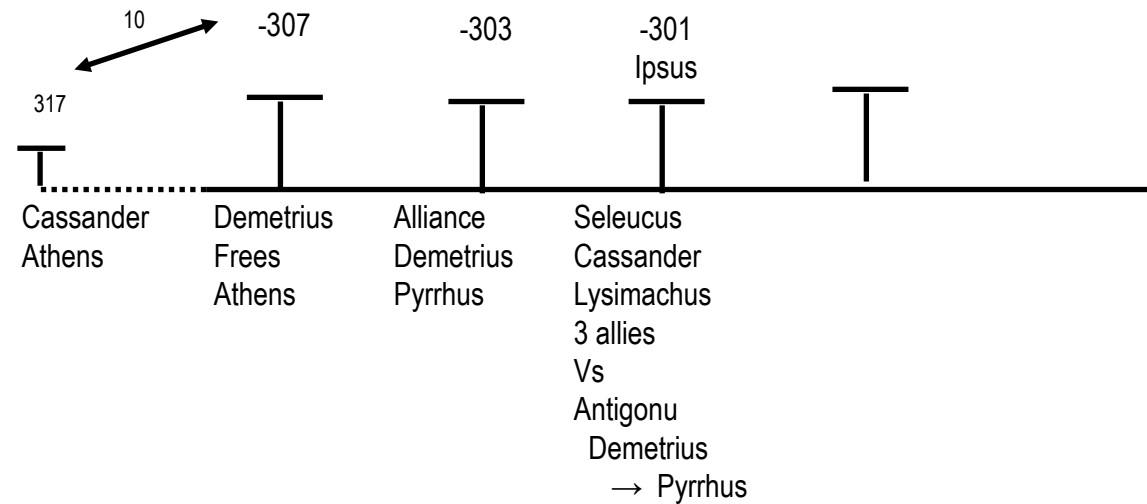 10
-307
-303
-301
Ipsus
317
Cassander
Athens
Demetrius
Frees
Athens
Alliance
Demetrius
Pyrrhus
Seleucus
Cassander
Lysimachus
3 allies
Vs
Antigonu
Demetrius
→ Pyrrhus